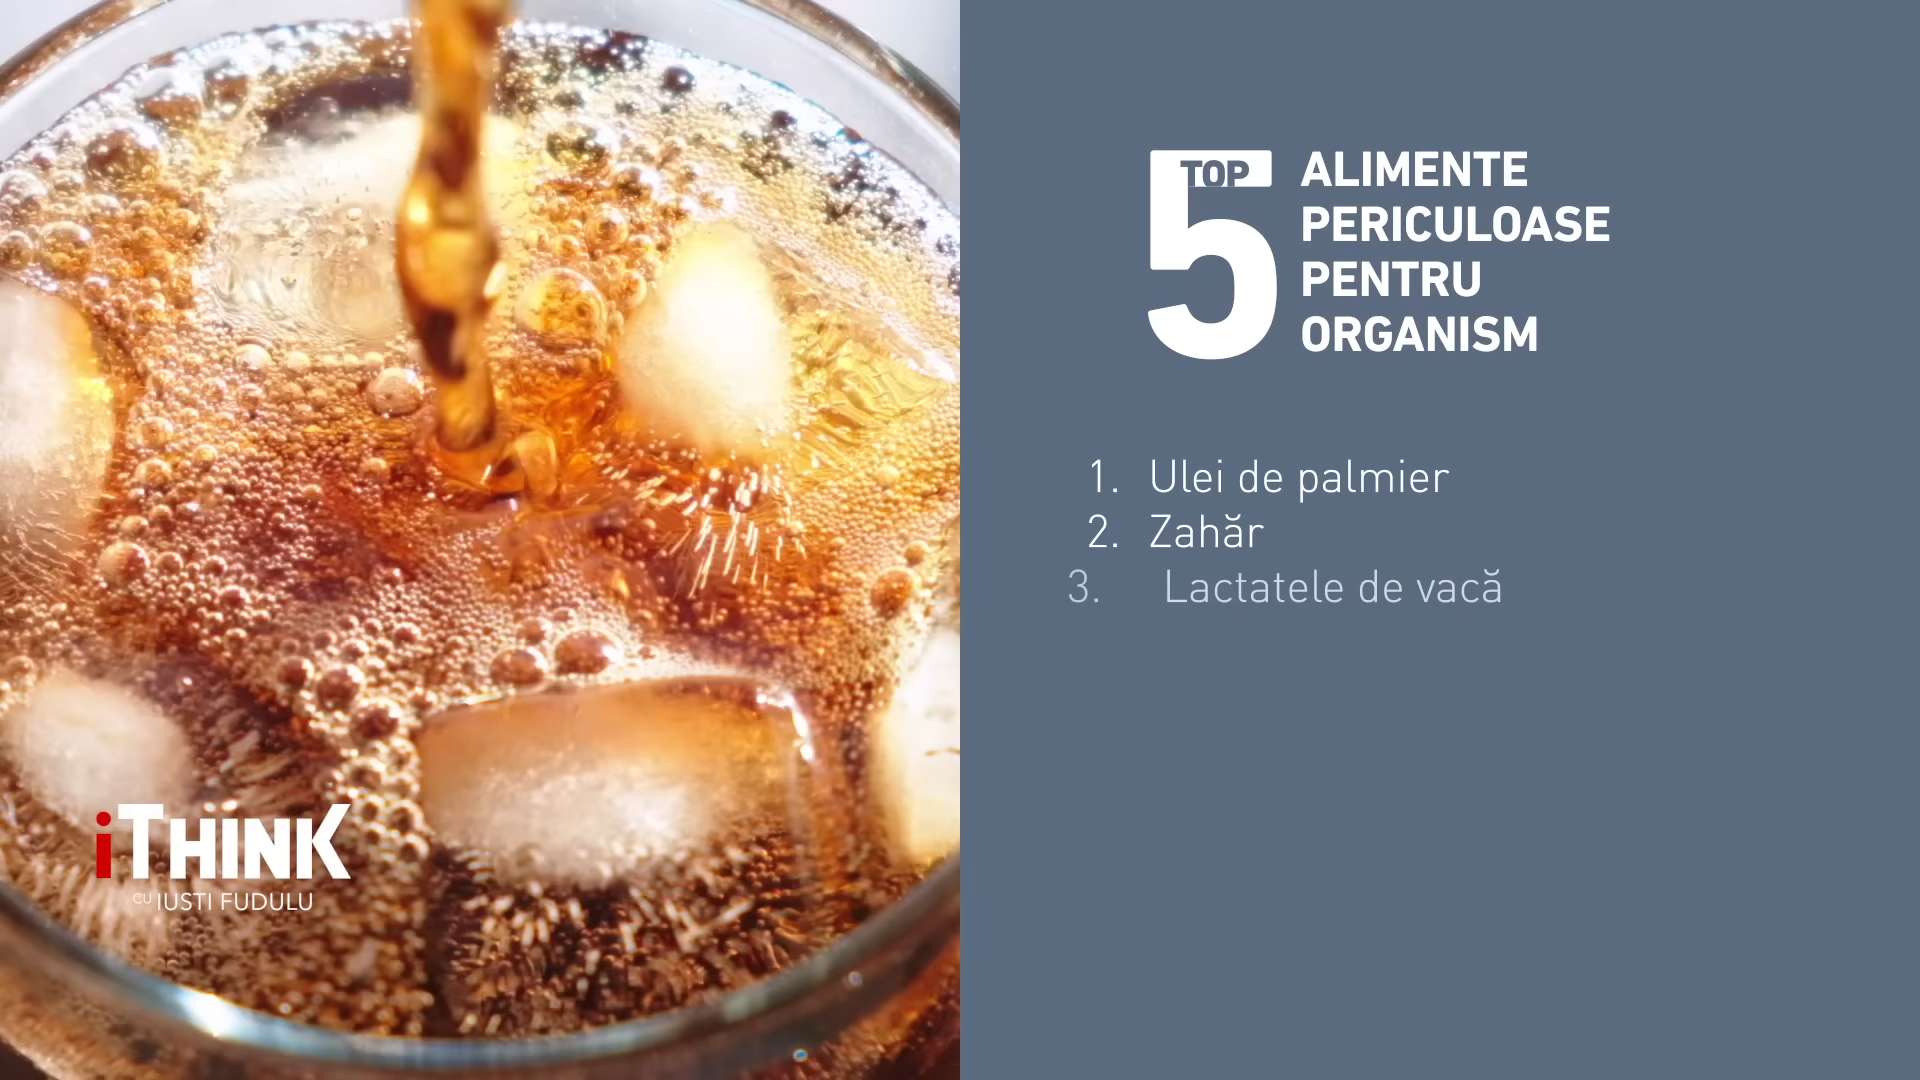 TOP
5
ALIMENTE
PERICULOASE
PENTRU
ORGANISM
1. Ulei de palmier
2. Zahăr
3. Lactatele de vacă
iTHINK
CU IUSTI FUDULU